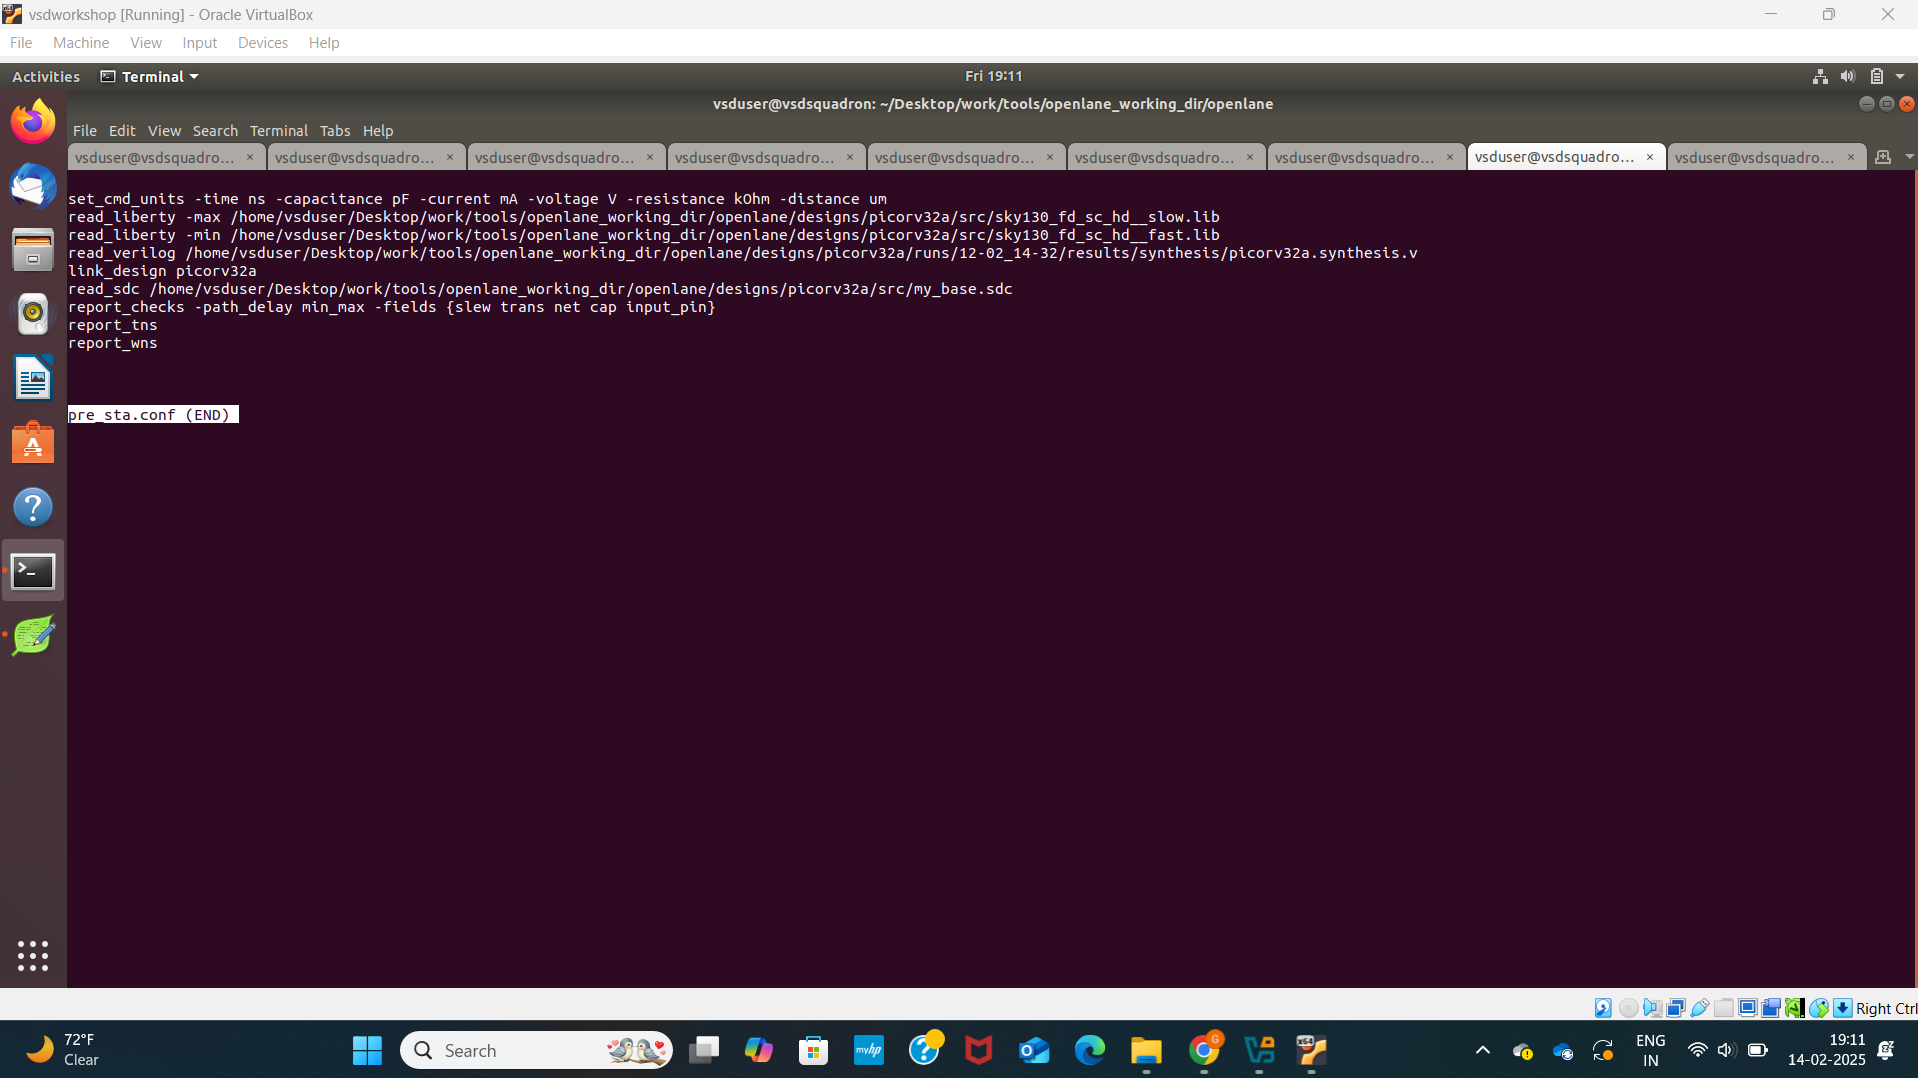 vsdworkshop [Running] - Oracle VirtualBox
File Machine View Input Devices Help
Activities Terminal Fri 19:11
vsduser@vsdsquadron: ~/Desktop/work/tools/openlane_working_dir/openlane
File Edit View Search Terminal Tabs Help
vsduser@vsdsquadro... × vsduser@vsdsquadro... × vsduser@vsdsquadro... × vsduser@vsdsquadro... × vsduser@vsdsquadro... × vsduser@vsdsquadro... × vsduser@vsdsquadro... × vsduser@vsdsquadro... × vsduser@vsdsquadro... ×
set_cmd_units -time ns -capacitance pF -current mA -voltage V -resistance kOhm -distance um
read_liberty -max /home/vsduser/Desktop/work/tools/openlane_working_dir/openlane/designs/picorv32a/src/sky130_fd_sc_hd__slow.lib
read_liberty -min /home/vsduser/Desktop/work/tools/openlane_working_dir/openlane/designs/picorv32a/src/sky130_fd_sc_hd__fast.lib
read_verilog /home/vsduser/Desktop/work/tools/openlane_working_dir/openlane/designs/picorv32a/runs/12-02_14-32/results/synthesis/picorv32a.synthesis.v
link_design picorv32a
read_sdc /home/vsduser/Desktop/work/tools/openlane_working_dir/openlane/designs/picorv32a/src/my_base.sdc
report_checks -path_delay min_max -fields {slew trans net cap input_pin}
report_tns
report_wns
pre_sta.conf (END)
Right Ctrl
72°F
Clear
Search
myhp
G
x64
ENG
IN
19:11
14-02-2025